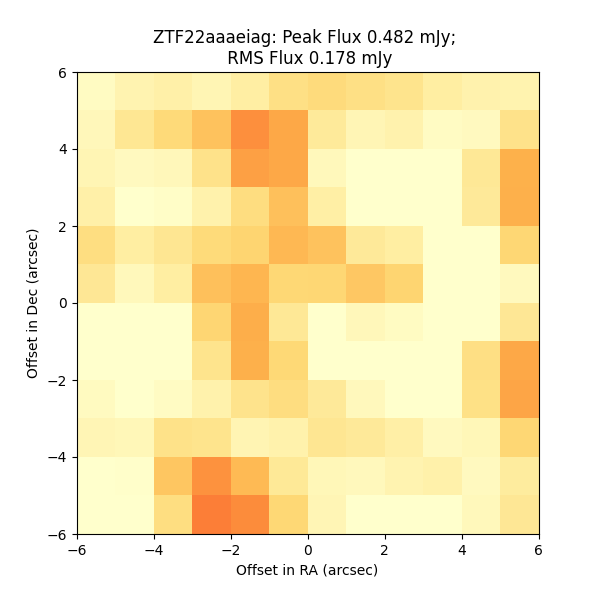 ZTF22aaaeiag: Peak Flux 0.482 mJy;
RMS Flux 0.178 mJy
6
4
2
0
−2
−4
−6
Offset in Dec (arcsec)
−6 −4 −2 0 2 4 6
Offset in RA (arcsec)